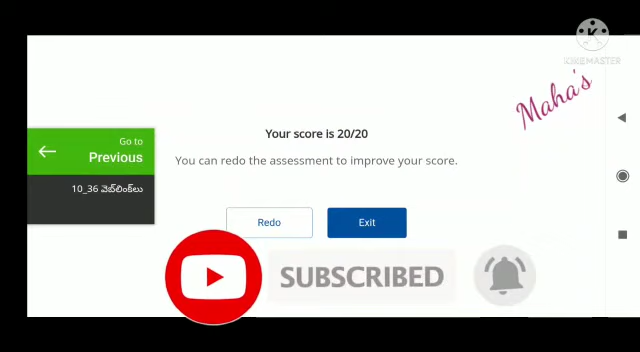 KINEMASTER
Maha's
Your score is 20/20
Go to
Previous
You can redo the assessment to improve your score.
10_36 వెబ్‌లింక్‌లు
Redo
Exit
SUBSCRIBED